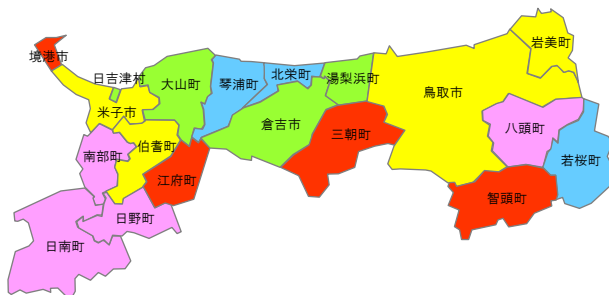 岩美町
境港市
日吉津村
大山町
琴浦町
北栄町
湯梨浜町
鳥取市
米子市
倉吉市
三朝町
八頭町
伯耆町
南部町
若桜町
江府町
智頭町
日野町
日南町